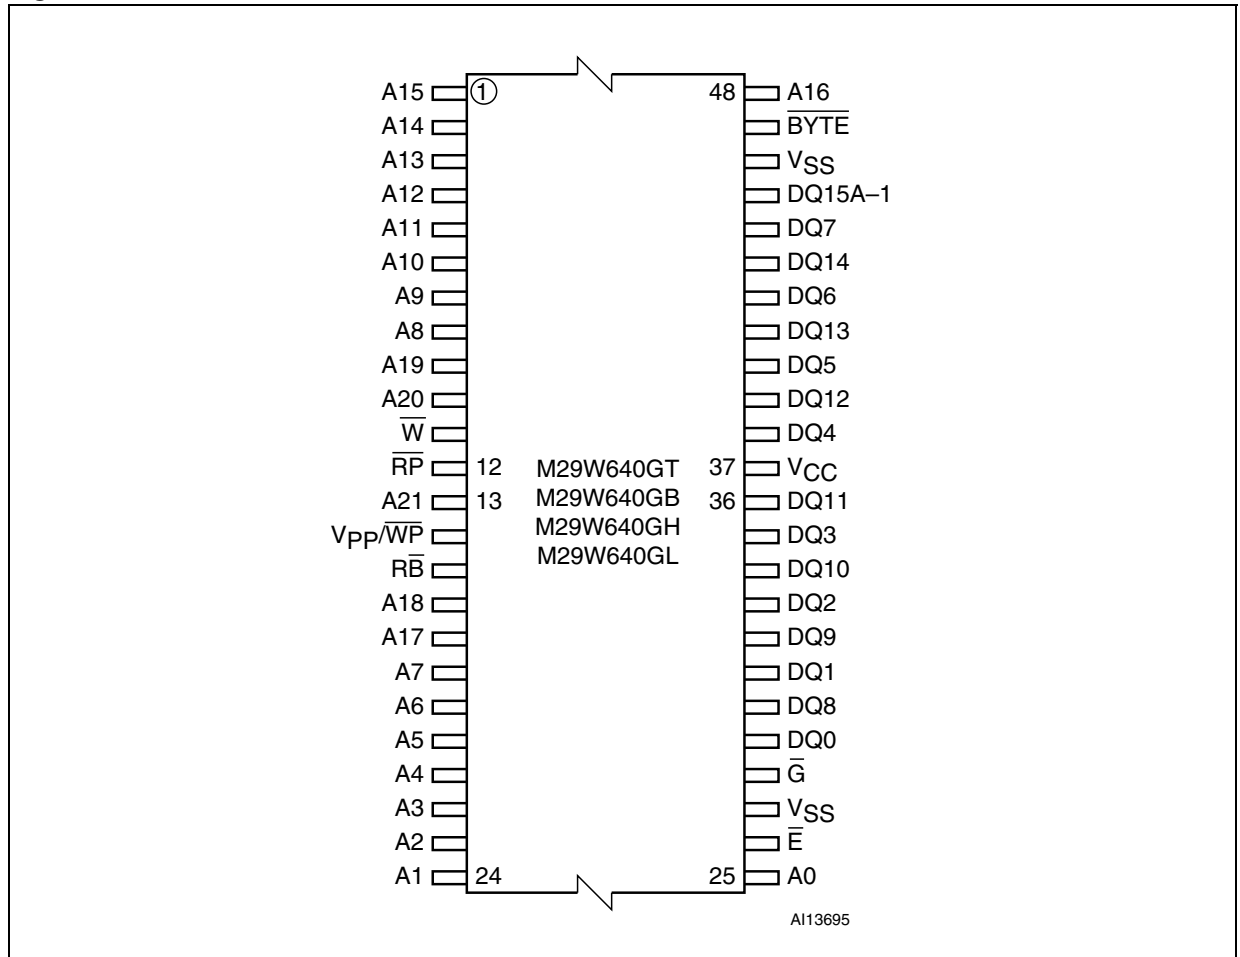 A15 1 48 A16
A14 B̅Y̅T̅E̅
A13 VSS
A12 DQ15A–1
A11 DQ7
A10 DQ14
A9 DQ6
A8 DQ13
A19 DQ5
A20 DQ12
W̅ DQ4
R̅P̅ 12 M29W640GT 37 VCC
A21 13 M29W640GB 36 DQ11
VPP/W̅P̅ M29W640GH DQ3
M29W640GL
RB̅ DQ10
A18 DQ2
A17 DQ9
A7 DQ1
A6 DQ8
A5 DQ0
A4 G̅
A3 VSS
A2 E̅
A1 24 25 A0
AI13695